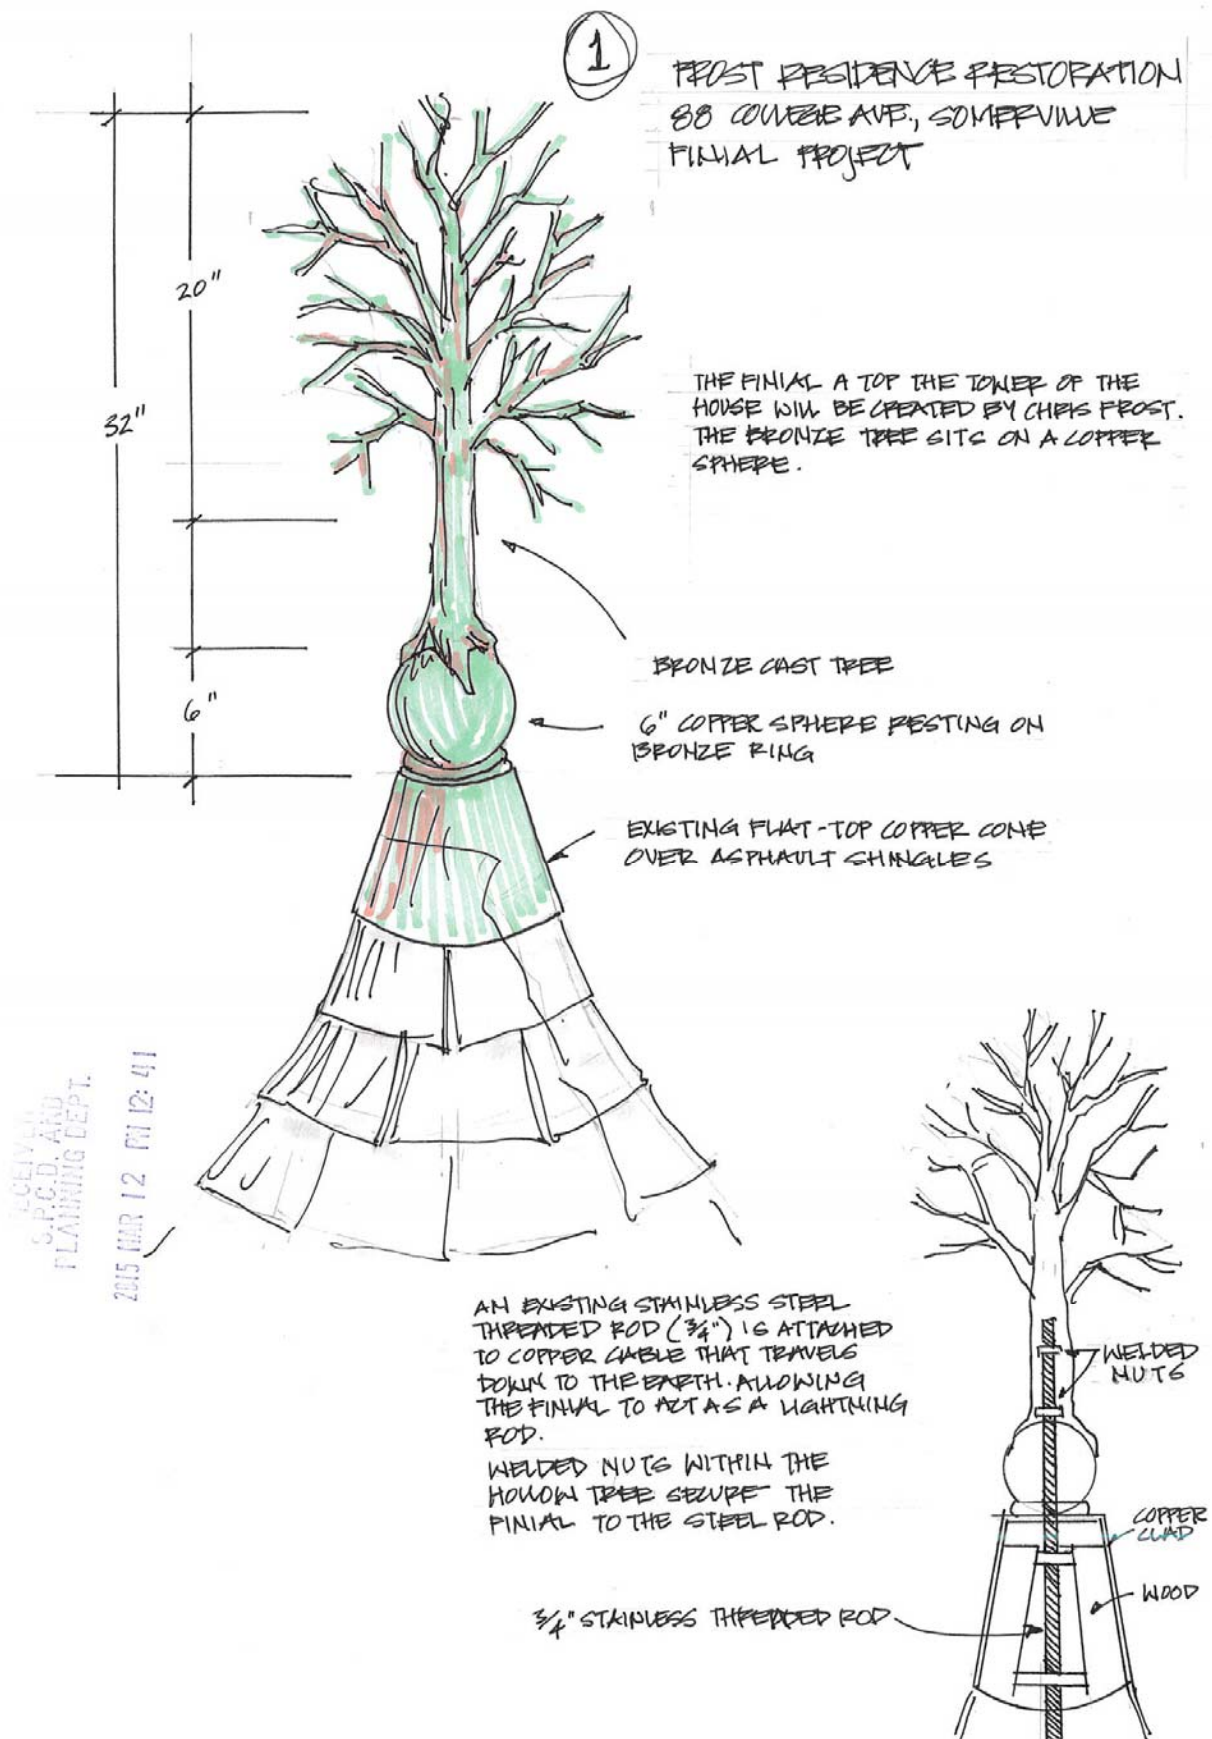 1
FROST RESIDENCE RESTORATION
88 COLLEGE AVE., SOMERVILLE
FINIAL PROJECT
20"
32"
6"
THE FINIAL A TOP THE TOWER OF THE
HOUSE WILL BE CREATED BY CHRIS FROST.
THE BRONZE TREE SITS ON A COPPER
SPHERE.
BRONZE CAST TREE
6" COPPER SPHERE RESTING ON
BRONZE RING
EXISTING FLAT-TOP COPPER CONE
OVER ASPHAULT SHINGLES
S.P.C.D. AND
PLANNING DEPT.
2015 MAR 12 PM 12:41
AN EXISTING STAINLESS STEEL
THREADED ROD (3/4") IS ATTACHED
TO COPPER CABLE THAT TRAVELS
DOWN TO THE EARTH. ALLOWING
THE FINIAL TO ACT AS A LIGHTNING
ROD.
WELDED NUTS WITHIN THE
HOLLOW TREE SECURE THE
FINIAL TO THE STEEL ROD.
WELDED
NUTS
COPPER
CLAD
WOOD
3/4" STAINLESS THREADED ROD